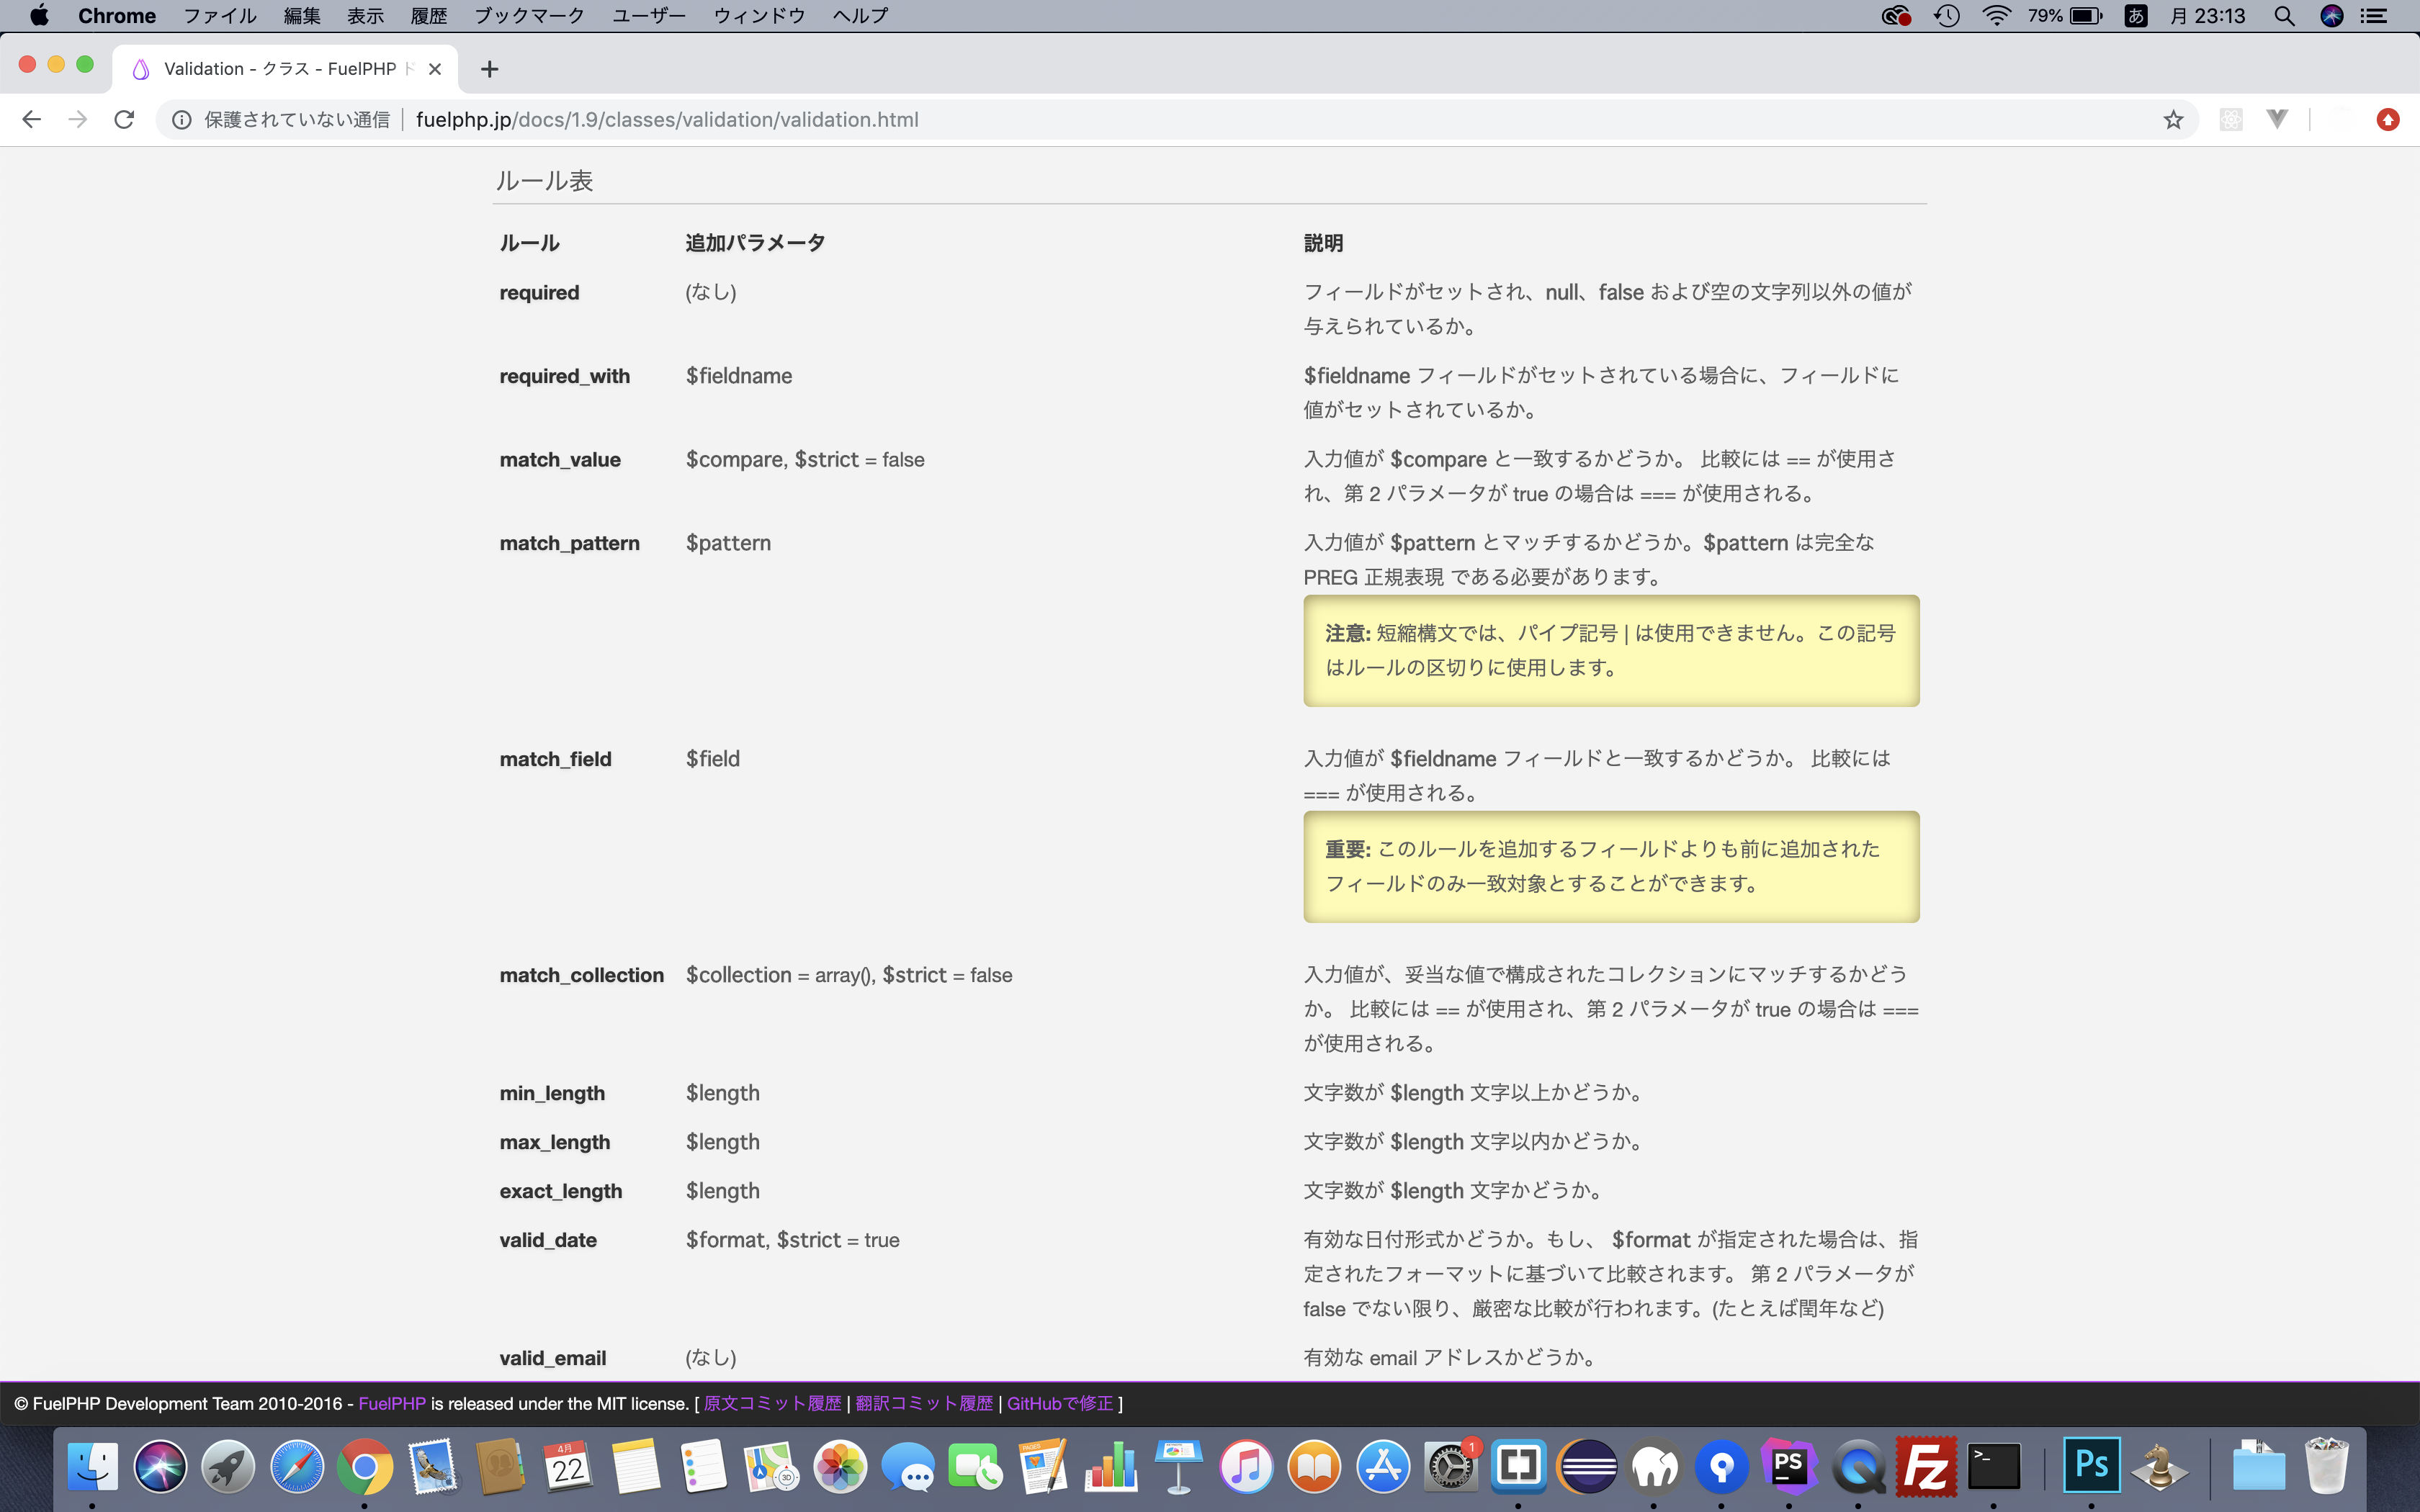 Chrome ファイル 編集 表示 履歴 ブックマーク ユーザー ウィンドウ ヘルプ 79% あ 月 23:13
Validation - クラス - FuelPHP
保護されていない通信 | fuelphp.jp/docs/1.9/classes/validation/validation.html
ルール表
ルール 追加パラメータ 説明
required (なし) フィールドがセットされ、null、false および空の文字列以外の値が
与えられているか。
required_with $fieldname $fieldname フィールドがセットされている場合に、フィールドに
値がセットされているか。
match_value $compare, $strict = false 入力値が $compare と一致するかどうか。 比較には == が使用さ
れ、第 2 パラメータが true の場合は === が使用される。
match_pattern $pattern 入力値が $pattern とマッチするかどうか。$pattern は完全な
PREG 正規表現 である必要があります。
注意: 短縮構文では、パイプ記号 | は使用できません。この記号
はルールの区切りに使用します。
match_field $field 入力値が $fieldname フィールドと一致するかどうか。 比較には
=== が使用される。
重要: このルールを追加するフィールドよりも前に追加された
フィールドのみ一致対象とすることができます。
match_collection $collection = array(), $strict = false 入力値が、妥当な値で構成されたコレクションにマッチするかどう
か。 比較には == が使用され、第 2 パラメータが true の場合は ===
が使用される。
min_length $length 文字数が $length 文字以上かどうか。
max_length $length 文字数が $length 文字以内かどうか。
exact_length $length 文字数が $length 文字かどうか。
valid_date $format, $strict = true 有効な日付形式かどうか。もし、 $format が指定された場合は、指
定されたフォーマットに基づいて比較されます。 第 2 パラメータが
false でない限り、厳密な比較が行われます。(たとえば閏年など)
valid_email (なし) 有効な email アドレスかどうか。
© FuelPHP Development Team 2010-2016 - FuelPHP is released under the MIT license. [ 原文コミット履歴 | 翻訳コミット履歴 | GitHubで修正 ]
4月 22 3D PAGES 1 PS Fz >_ Ps